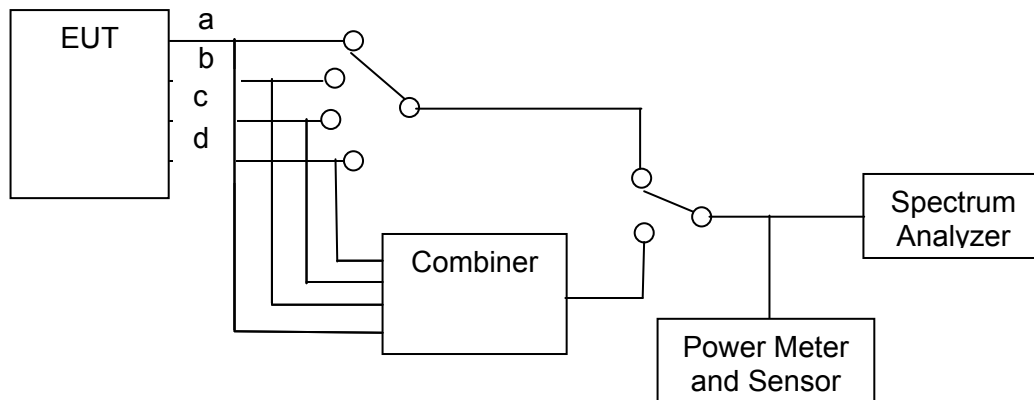 EUT
a
b
c
d
Combiner
Spectrum
Analyzer
Power Meter
and Sensor